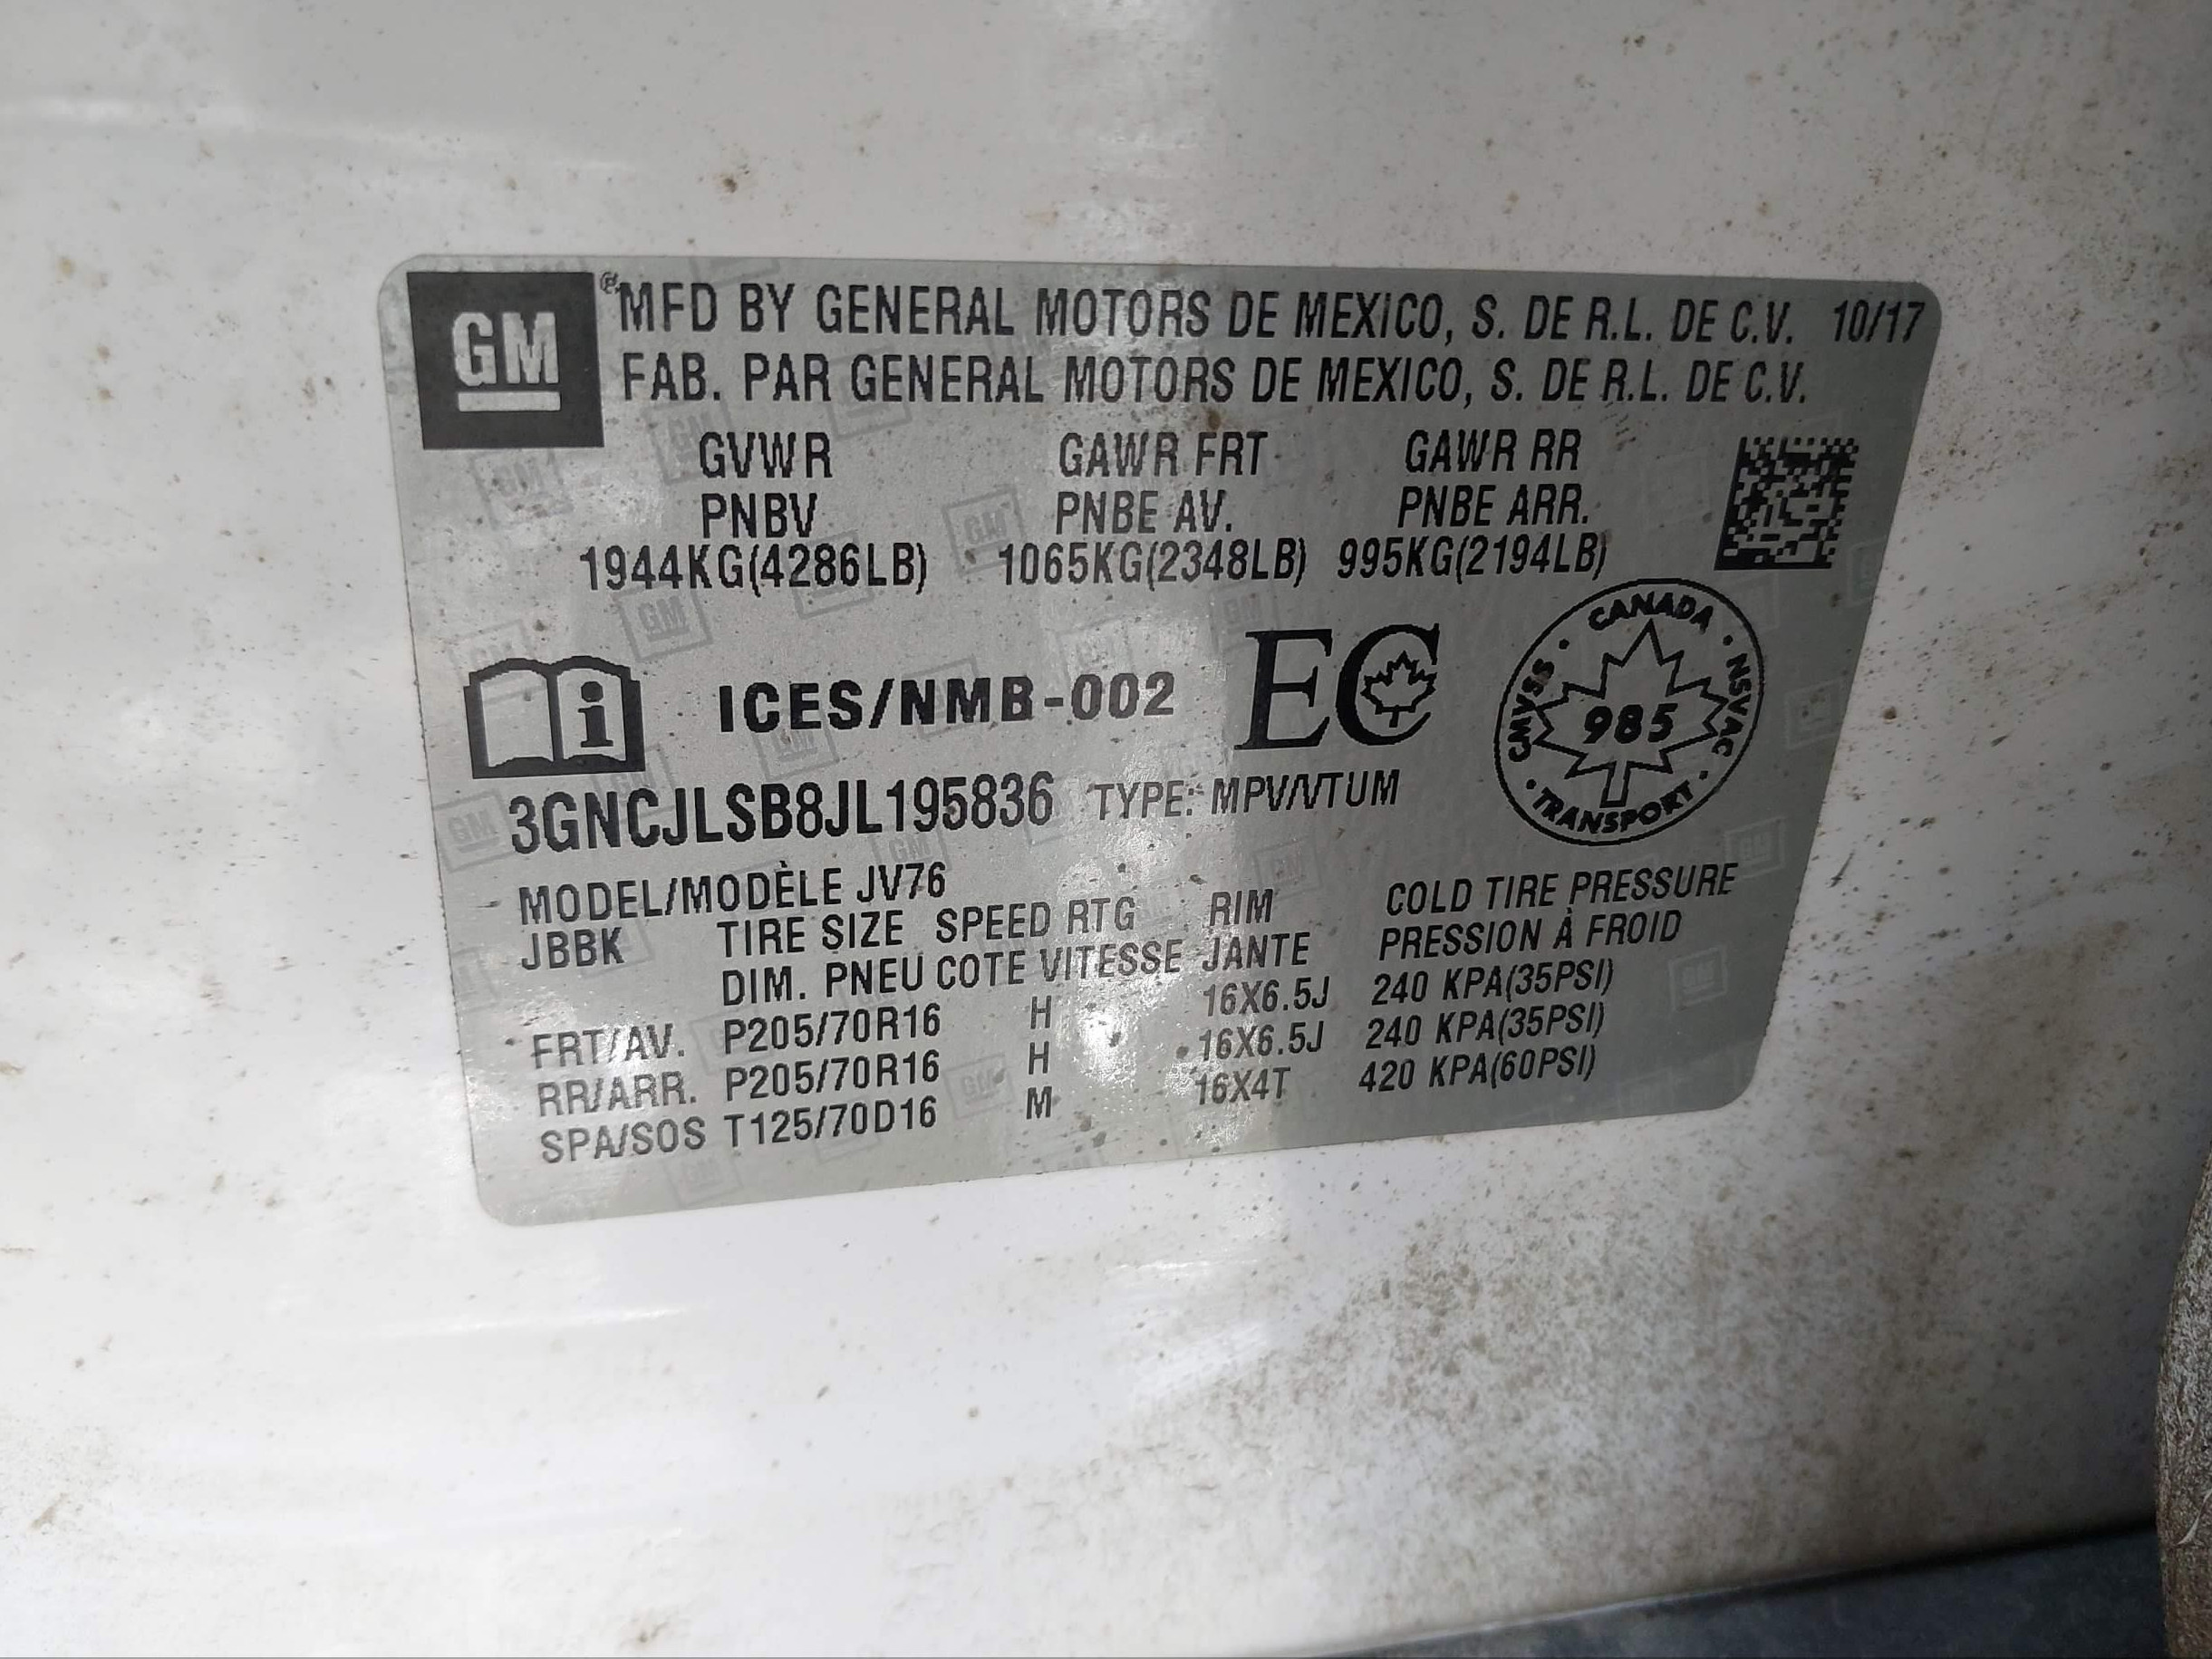 GM
®MFD BY GENERAL MOTORS DE MEXICO, S. DE R.L. DE C.V. 10/17
FAB. PAR GENERAL MOTORS DE MEXICO, S. DE R.L. DE C.V.
GVWR GAWR FRT GAWR RR
PNBV PNBE AV. PNBE ARR.
1944KG(4286LB) 1065KG(2348LB) 995KG(2194LB)
i ICES/NMB-002 EC
CANADA
CMVSS 985 NSVAC
TRANSPORT
3GNCJLSB8JL195836 TYPE: MPV/VTUM
MODEL/MODÈLE JV76
JBBK TIRE SIZE SPEED RTG RIM COLD TIRE PRESSURE
DIM. PNEU COTE VITESSE JANTE PRESSION À FROID
FRT/AV. P205/70R16 H 16X6.5J 240 KPA(35PSI)
RR/ARR. P205/70R16 H 16X6.5J 240 KPA(35PSI)
SPA/SOS T125/70D16 M 16X4T 420 KPA(60PSI)